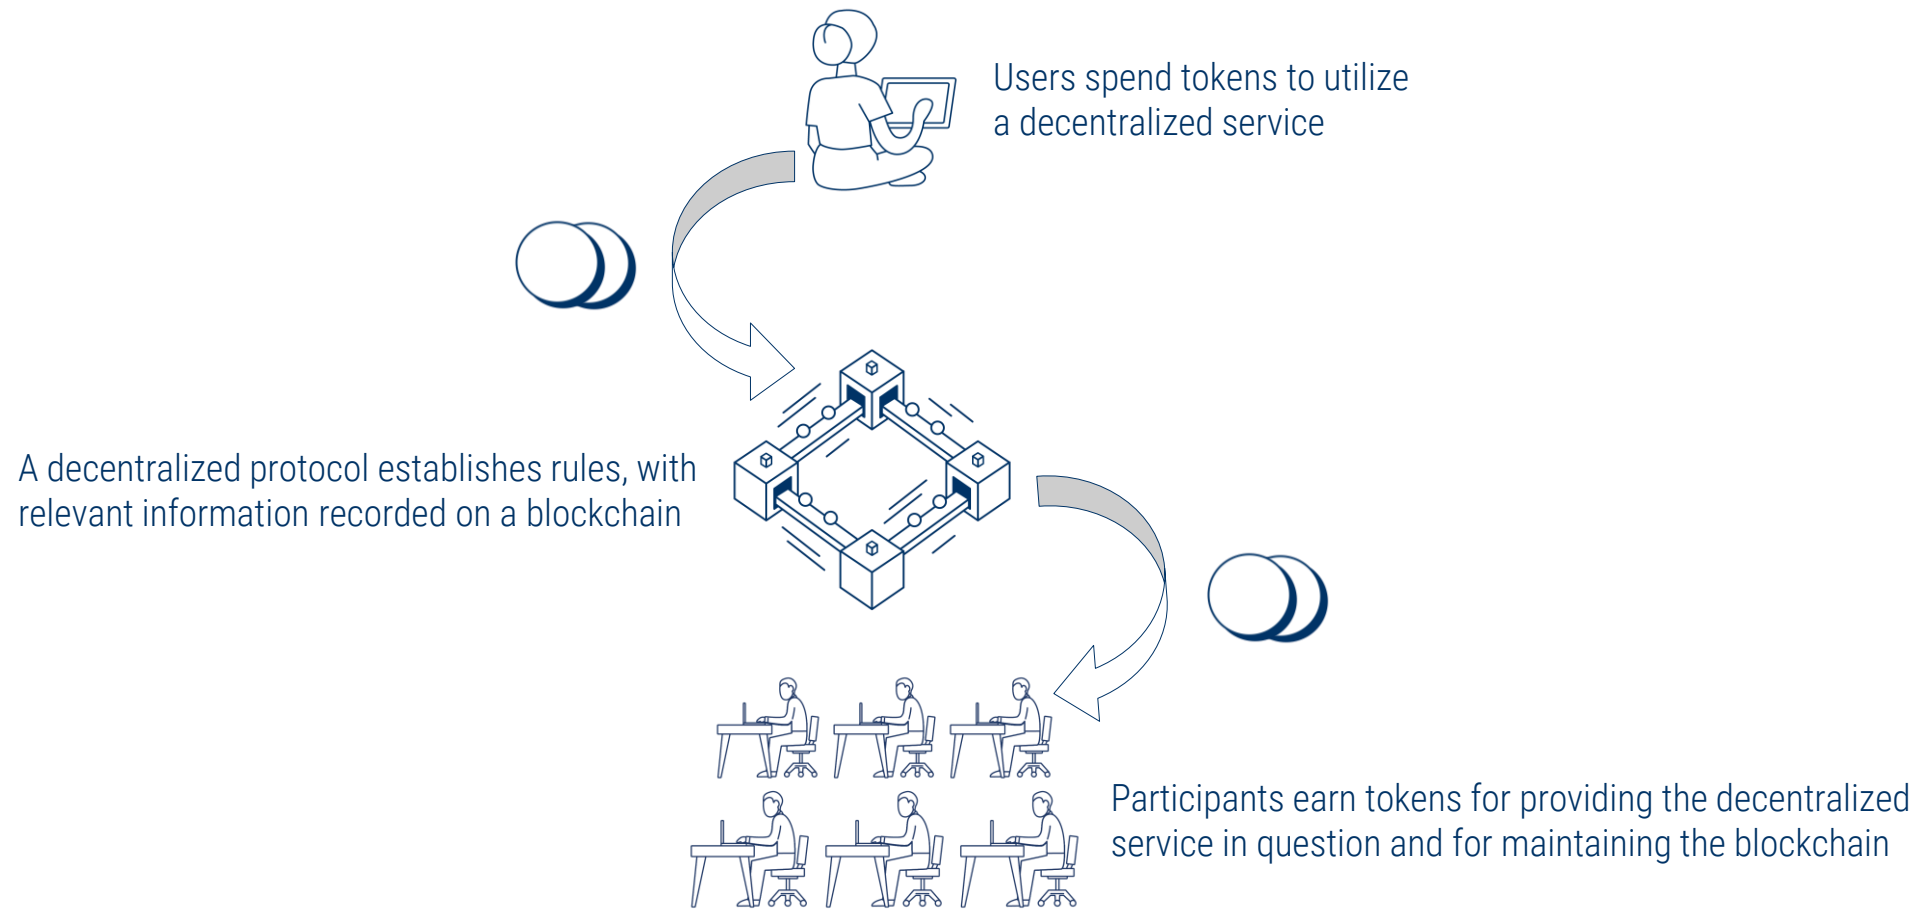 Users spend tokens to utilize
a decentralized service
A decentralized protocol establishes rules, with
relevant information recorded on a blockchain
Participants earn tokens for providing the decentralized
service in question and for maintaining the blockchain